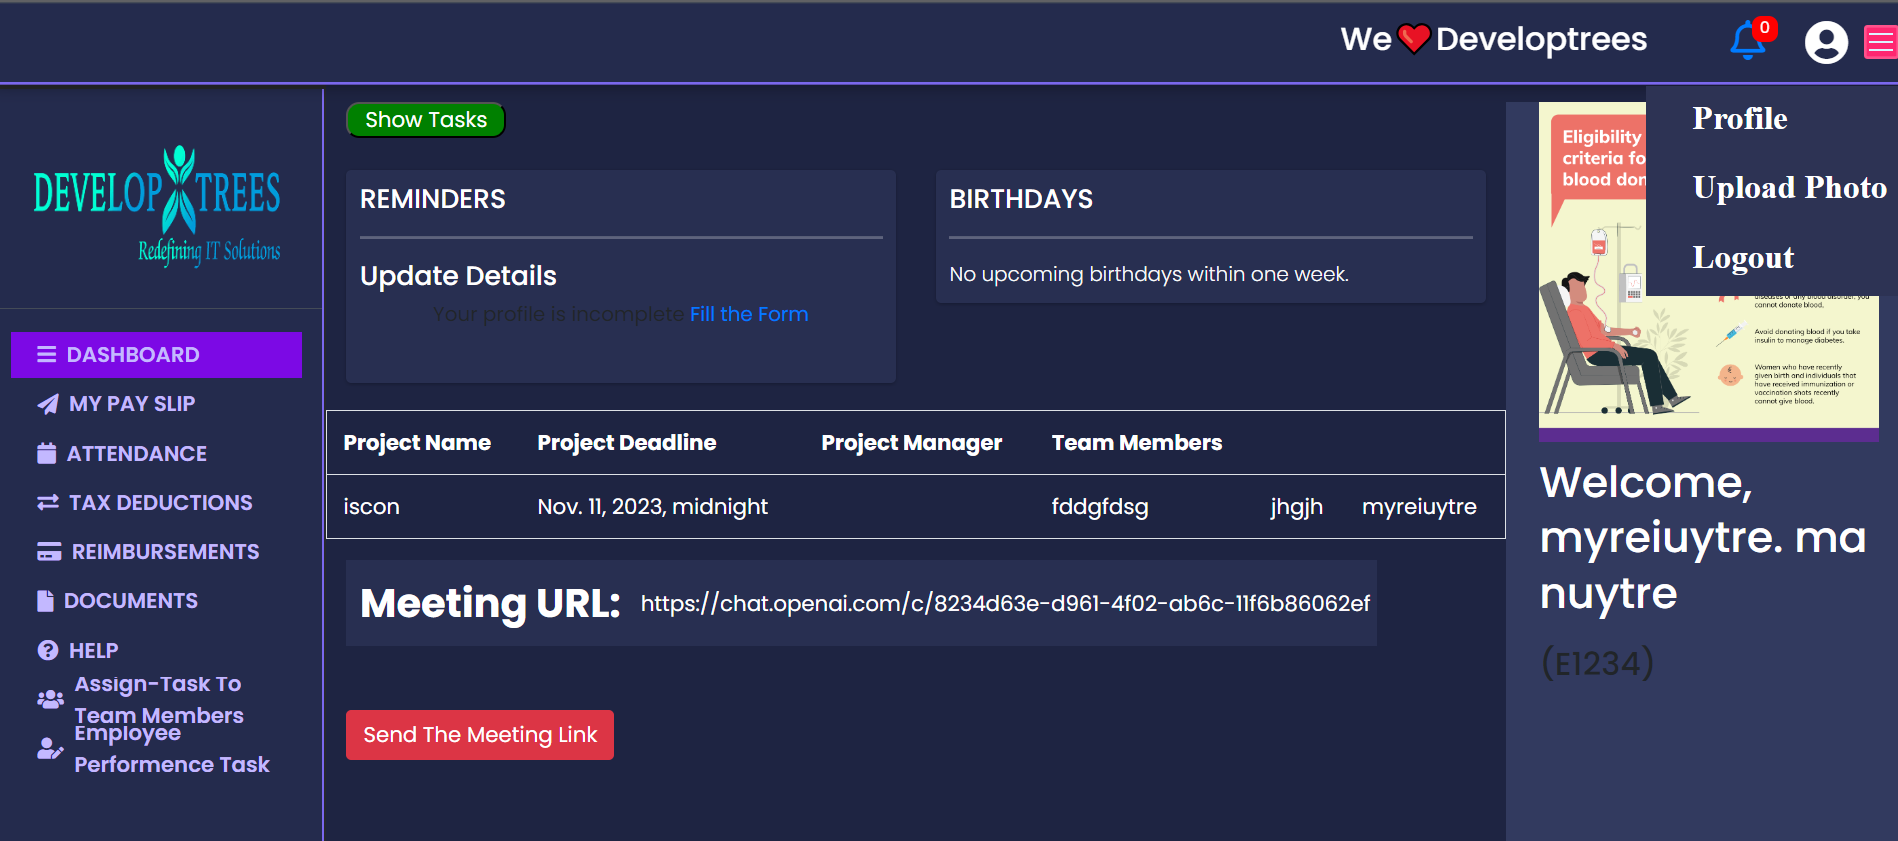 We ❤ Developtrees
0
DEVELOP TREES
Redefining IT Solutions
DASHBOARD
MY PAY SLIP
ATTENDANCE
TAX DEDUCTIONS
REIMBURSEMENTS
DOCUMENTS
HELP
Assign-Task To
Team Members
Employee
Performence Task
Show Tasks
REMINDERS
Update Details
Your profile is incomplete Fill the Form
BIRTHDAYS
No upcoming birthdays within one week.
Project Name Project Deadline Project Manager Team Members
iscon Nov. 11, 2023, midnight fddgfdsg jhgjh myreiuytre
Meeting URL: https://chat.openai.com/c/8234d63e-d961-4f02-ab6c-11f6b86062ef
Send The Meeting Link
Profile
Upload Photo
Logout
Eligibility
criteria fo
blood don
diseases or any blood disorder, you
cannot donate blood.
Avoid donating blood if you take
insulin to manage diabetes.
Women who have recently
given birth and individuals that
have received immunization or
vaccination shots recently
cannot give blood.
Welcome,
myreiuytre. ma
nuytre
(E1234)